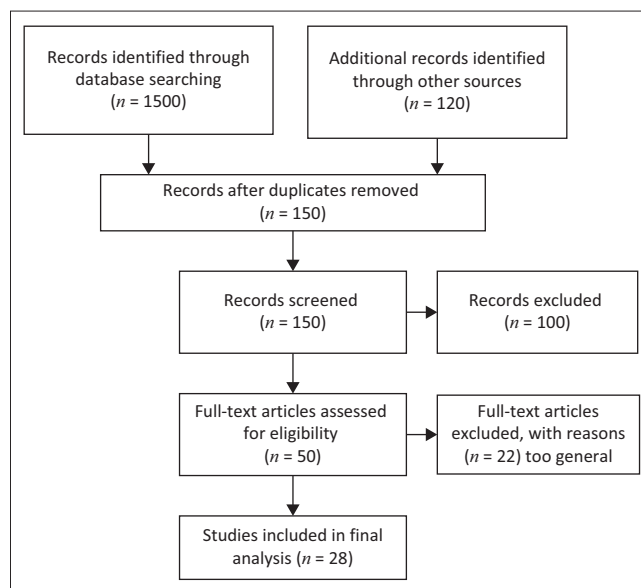 Records identified through
database searching
(n = 1500)
Additional records identified
through other sources
(n = 120)
Records after duplicates removed
(n = 150)
Records screened
(n = 150)
Records excluded
(n = 100)
Full-text articles assessed
for eligibility
(n = 50)
Full-text articles
excluded, with reasons
(n = 22) too general
Studies included in final
analysis (n = 28)